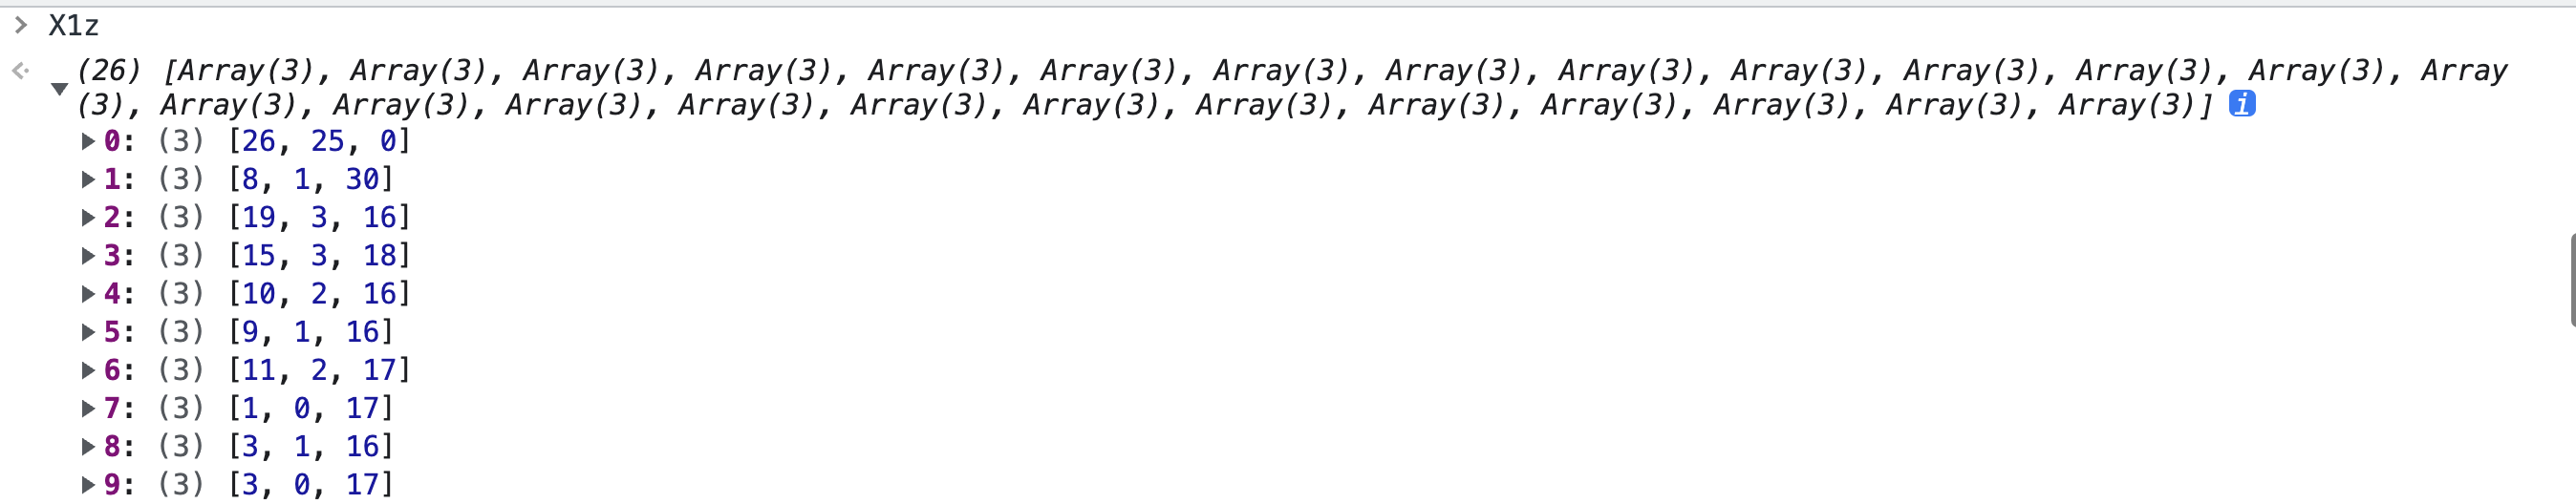 X1z
(26) [Array(3), Array(3), Array(3), Array(3), Array(3), Array(3), Array(3), Array(3), Array(3), Array(3), Array(3), Array(3), Array(3), Array
(3), Array(3), Array(3), Array(3), Array(3), Array(3), Array(3), Array(3), Array(3), Array(3), Array(3), Array(3), Array(3)] i
0: (3) [26, 25, 0]
1: (3) [8, 1, 30]
2: (3) [19, 3, 16]
3: (3) [15, 3, 18]
4: (3) [10, 2, 16]
5: (3) [9, 1, 16]
6: (3) [11, 2, 17]
7: (3) [1, 0, 17]
8: (3) [3, 1, 16]
9: (3) [3, 0, 17]